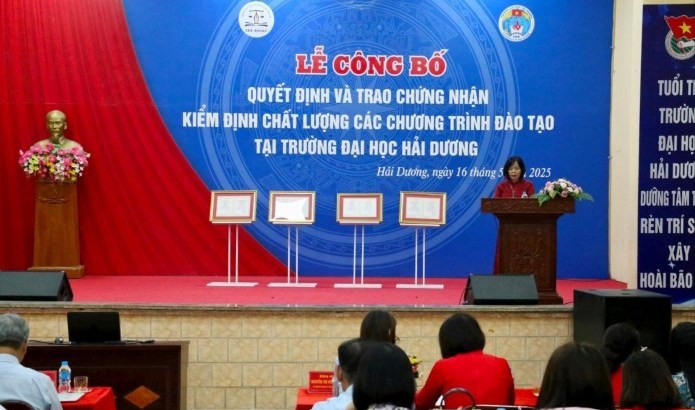 LỄ CÔNG BỐ
QUYẾT ĐỊNH VÀ TRAO CHỨNG NHẬN
KIỂM ĐỊNH CHẤT LƯỢNG CÁC CHƯƠNG TRÌNH ĐÀO TẠO
TẠI TRƯỜNG ĐẠI HỌC HẢI DƯƠNG
Hải Dương, ngày 16 tháng 5 2025
TUỔI
TRƯỜN
ĐẠI HỌ
HẢI DƯƠ
DƯỠNG TÂM
RÈN TRÍ
XÂY
HOÀI BÃO